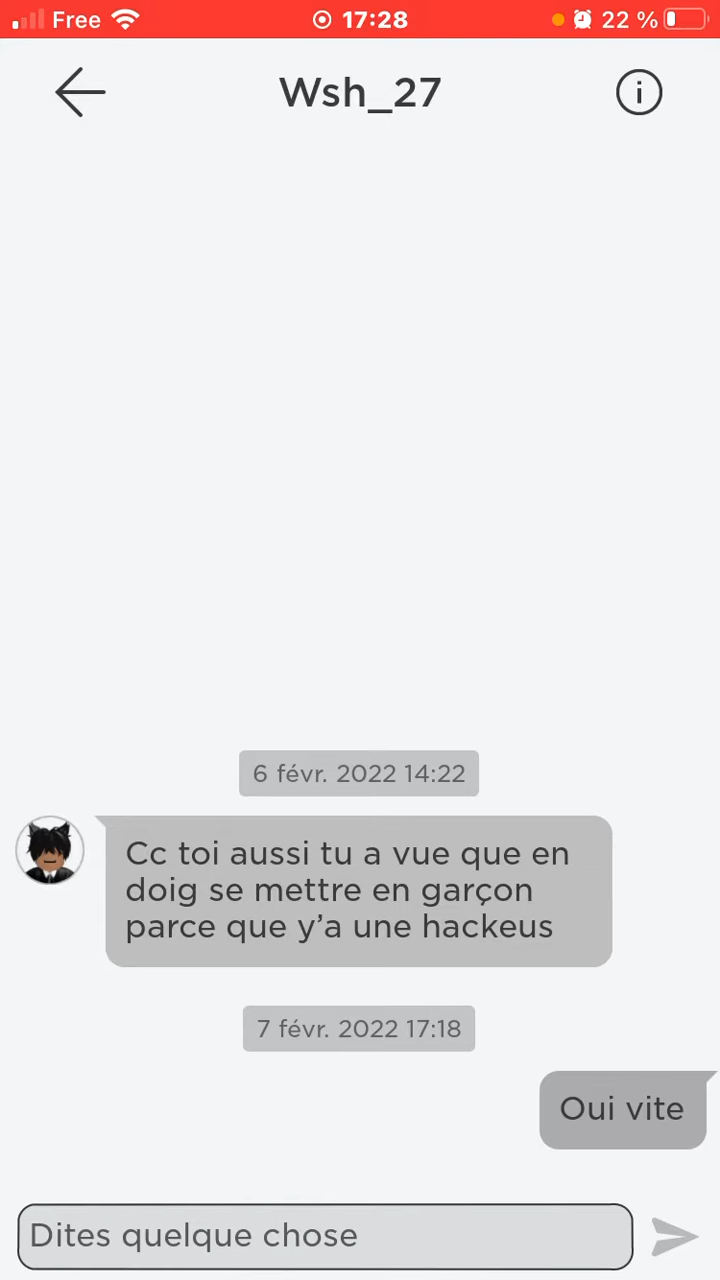 Free 17:28 22 %
Wsh_27
6 févr. 2022 14:22
Cc toi aussi tu a vue que en
doig se mettre en garçon
parce que y’a une hackeus
7 févr. 2022 17:18
Oui vite
Dites quelque chose